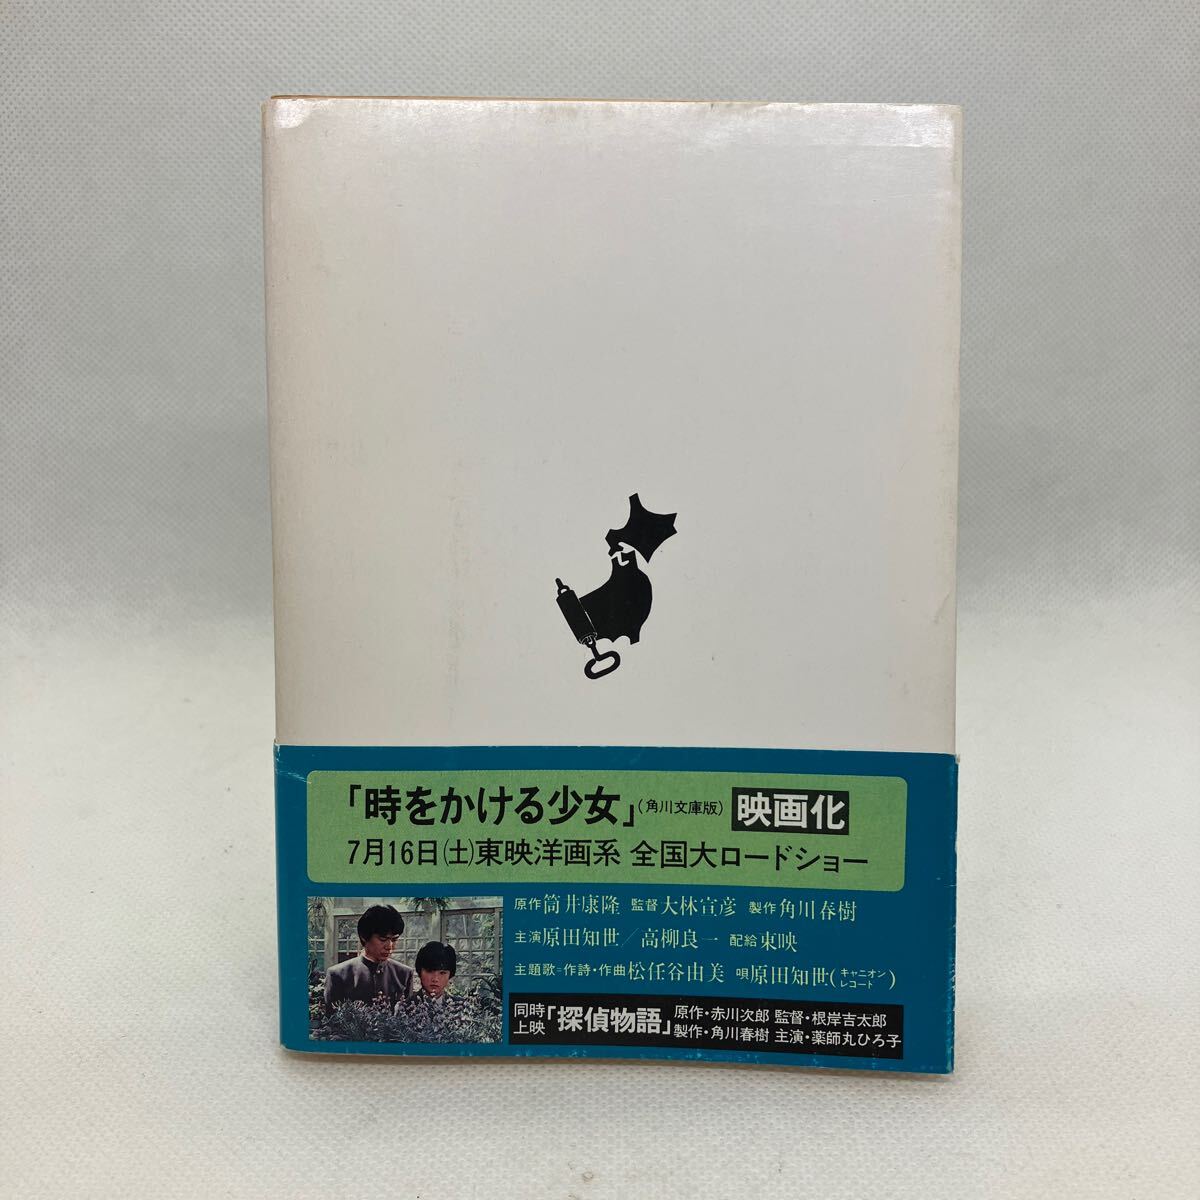 「時をかける少女」(角川文庫版) 映画化
7月16日(土)東映洋画系 全国大ロードショー
原作 筒井康隆 監督 大林宣彦 製作 角川春樹
主演 原田知世/高柳良一 配給 東映
主題歌=作詩・作曲 松任谷由美 唄 原田知世(キャニオンレコード)
同時上映「探偵物語」原作・赤川次郎 監督・根岸吉太郎
製作・角川春樹 主演・薬師丸ひろ子